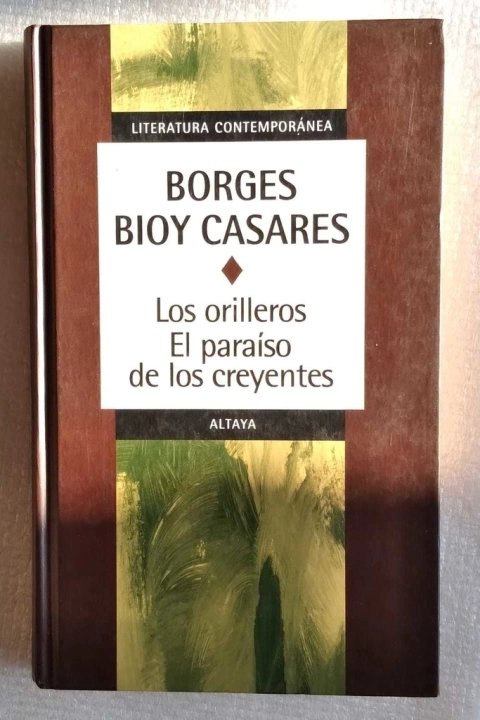 LITERATURA CONTEMPORÁNEA
BORGES
BIOY CASARES
Los orilleros
El paraíso
de los creyentes
ALTAYA